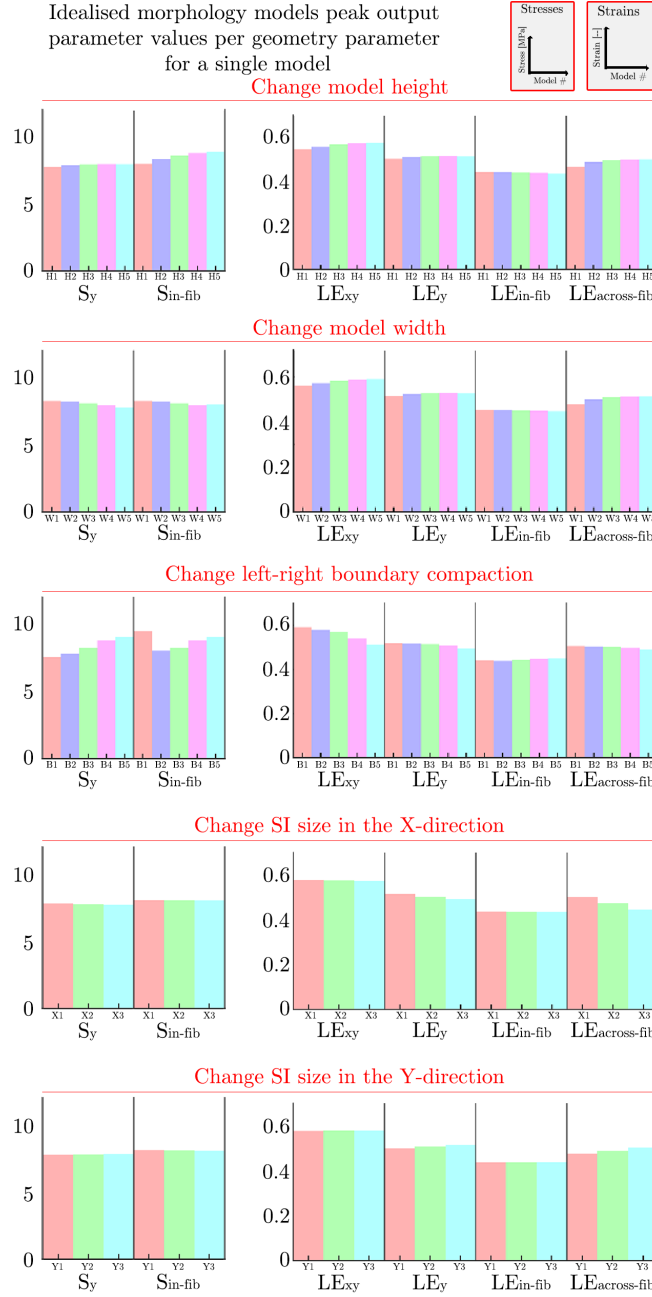 Idealised morphology models peak output
parameter values per geometry parameter
for a single model
Stresses
Stress [MPa]
Model #
Strains
Strain [–]
Model #
Change model height
10
5
0
H1 H2 H3 H4 H5 H1 H2 H3 H4 H5
Sy Sin-fib
0.6
0.4
0.2
0
H1 H2 H3 H4 H5 H1 H2 H3 H4 H5 H1 H2 H3 H4 H5 H1 H2 H3 H4 H5
LExy LEy LEin-fib LEacross-fib
Change model width
10
5
0
W1 W2 W3 W4 W5 W1 W2 W3 W4 W5
Sy Sin-fib
0.6
0.4
0.2
0
W1 W2 W3 W4 W5 W1 W2 W3 W4 W5 W1 W2 W3 W4 W5 W1 W2 W3 W4 W5
LExy LEy LEin-fib LEacross-fib
Change left-right boundary compaction
10
5
0
B1 B2 B3 B4 B5 B1 B2 B3 B4 B5
Sy Sin-fib
0.6
0.4
0.2
0
B1 B2 B3 B4 B5 B1 B2 B3 B4 B5 B1 B2 B3 B4 B5 B1 B2 B3 B4 B5
LExy LEy LEin-fib LEacross-fib
Change SI size in the X-direction
10
5
0
X1 X2 X3 X1 X2 X3
Sy Sin-fib
0.6
0.4
0.2
0
X1 X2 X3 X1 X2 X3 X1 X2 X3 X1 X2 X3
LExy LEy LEin-fib LEacross-fib
Change SI size in the Y-direction
10
5
0
Y1 Y2 Y3 Y1 Y2 Y3
Sy Sin-fib
0.6
0.4
0.2
0
Y1 Y2 Y3 Y1 Y2 Y3 Y1 Y2 Y3 Y1 Y2 Y3
LExy LEy LEin-fib LEacross-fib